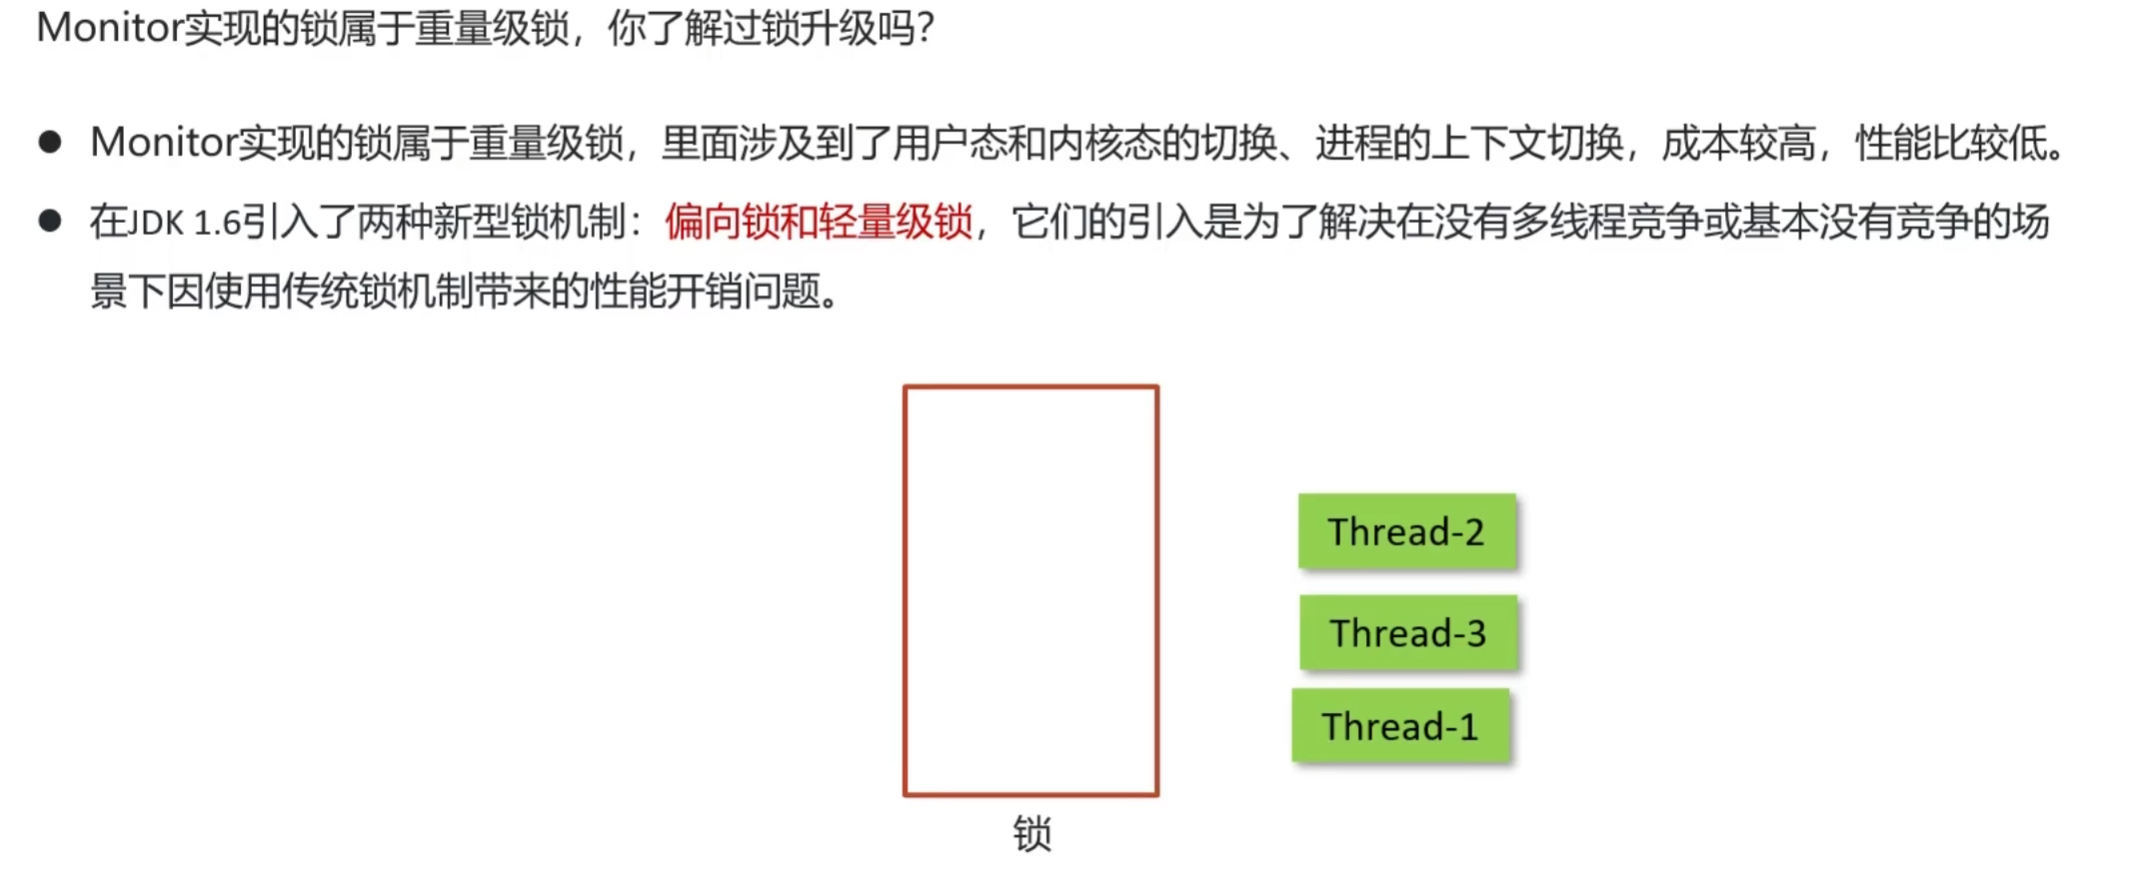 Monitor实现的锁属于重量级锁，你了解过锁升级吗？
● Monitor实现的锁属于重量级锁，里面涉及到了用户态和内核态的切换、进程的上下文切换，成本较高，性能比较低。
● 在JDK 1.6引入了两种新型锁机制：偏向锁和轻量级锁，它们的引入是为了解决在没有多线程竞争或基本没有竞争的场
景下因使用传统锁机制带来的性能开销问题。
Thread-2
Thread-3
Thread-1
锁